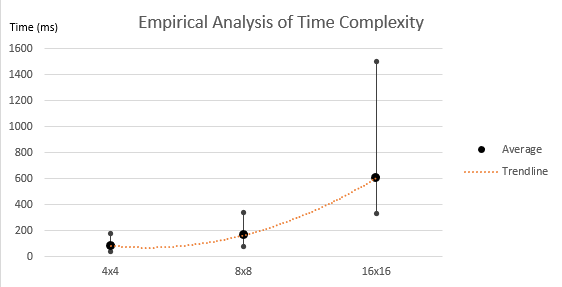 Empirical Analysis of Time Complexity
Time (ms)
1600
1400
1200
1000
800
600
400
200
0
4x4 8x8 16x16
Average
Trendline